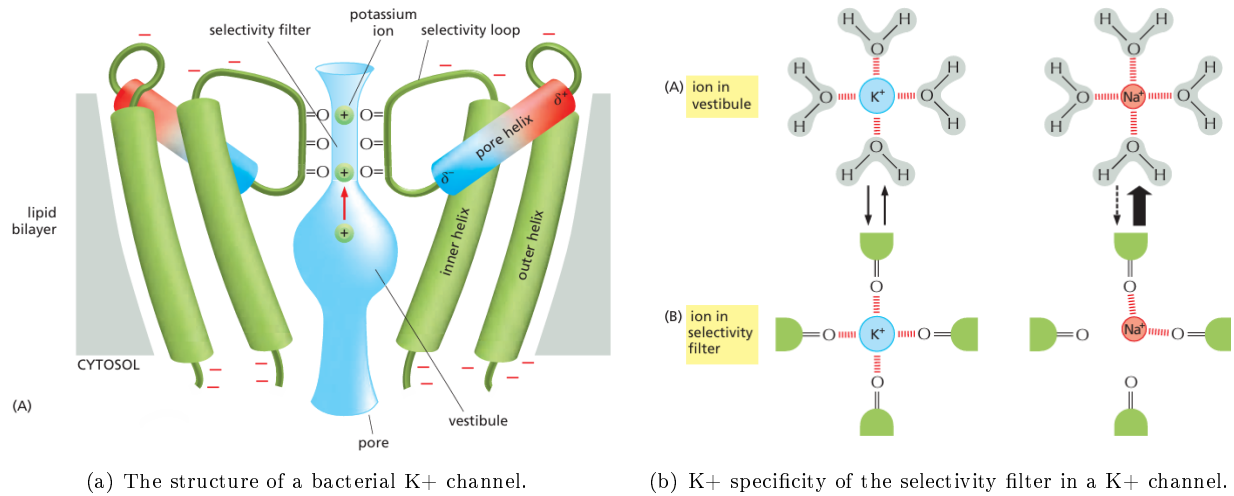 selectivity filter
potassium
ion
selectivity loop
lipid
bilayer
CYTOSOL
=O
=O
=O
+
+
+
O=
O=
O=
δ+
pore helix
δ−
inner helix
outer helix
vestibule
pore
(A)
(a) The structure of a bacterial K+ channel.
(A) ion in
vestibule
H H
O
H O K+ O H
H H
O
H H
H H
O
H O Na+ O H
H H
O
H H
(B) ion in
selectivity
filter
O
O K+ O
O
O
O Na+ O
O
(b) K+ specificity of the selectivity filter in a K+ channel.